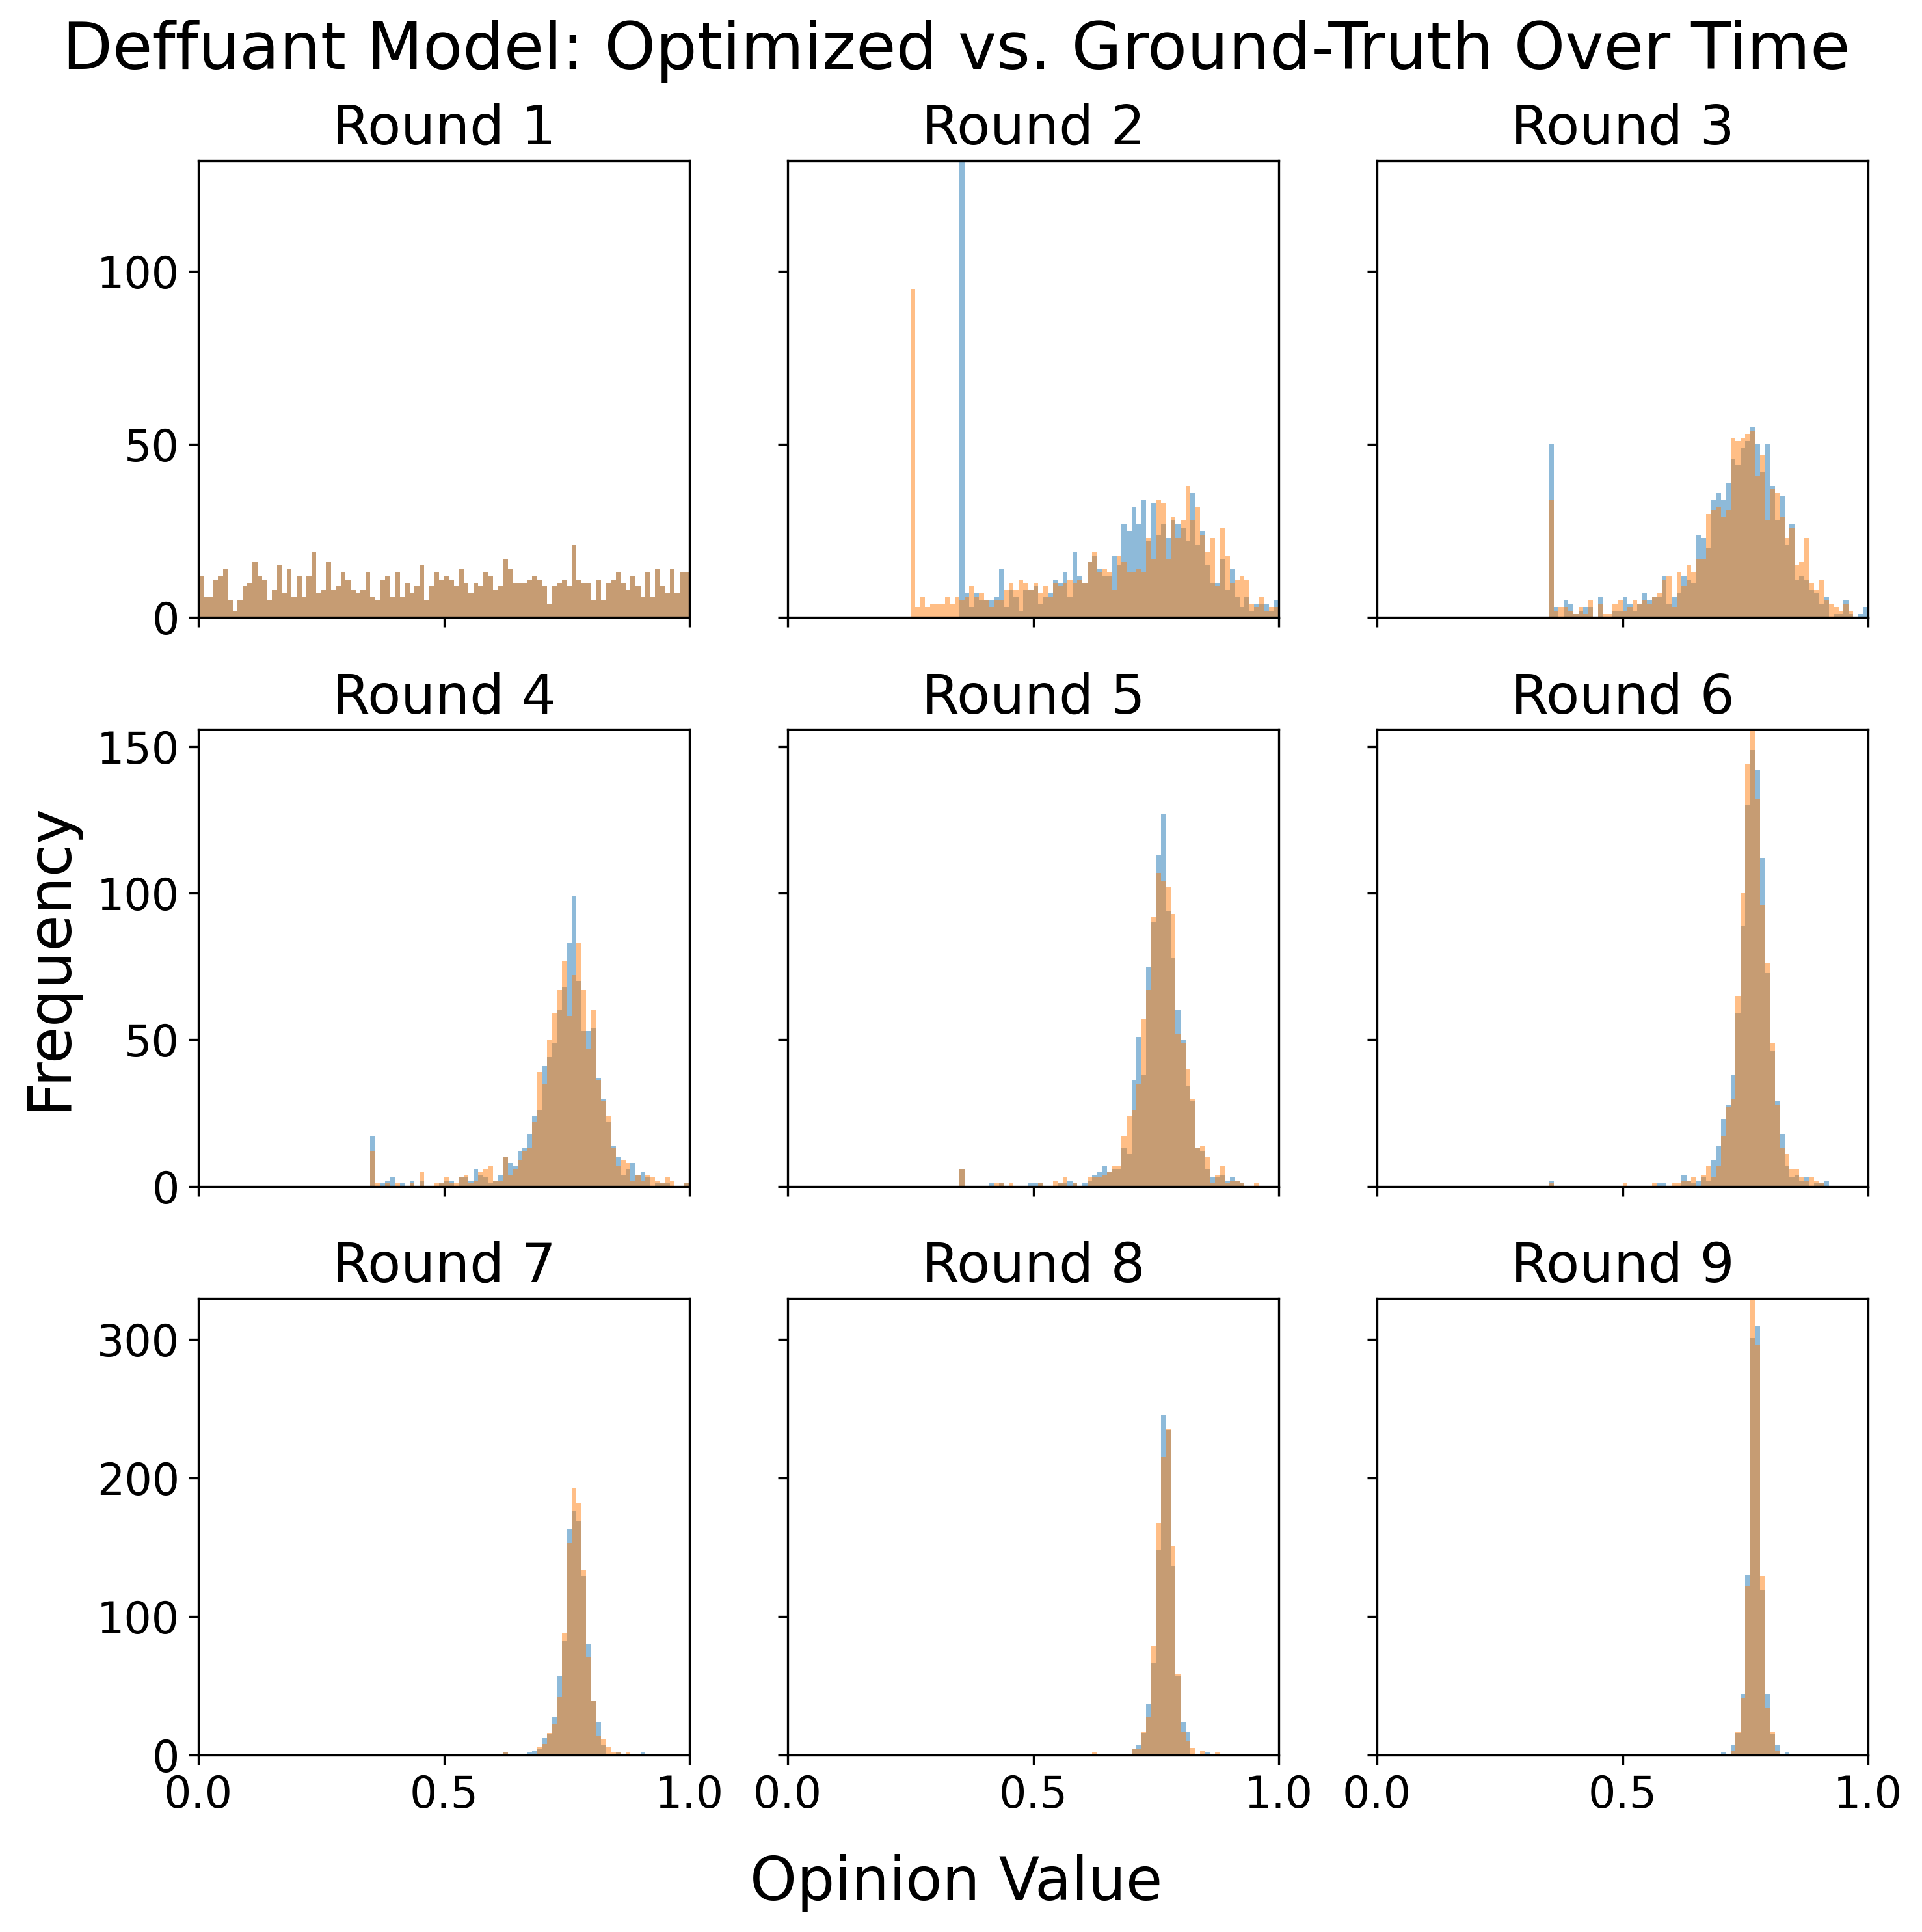 Deffuant Model: Optimized vs. Ground-Truth Over Time
Round 1
Round 2
Round 3
100
50
0
Round 4
Round 5
Round 6
150
100
50
0
Frequency
Round 7
Round 8
Round 9
300
200
100
0
0.0 0.5 1.0 0.0 0.5 1.0 0.0 0.5 1.0
Opinion Value